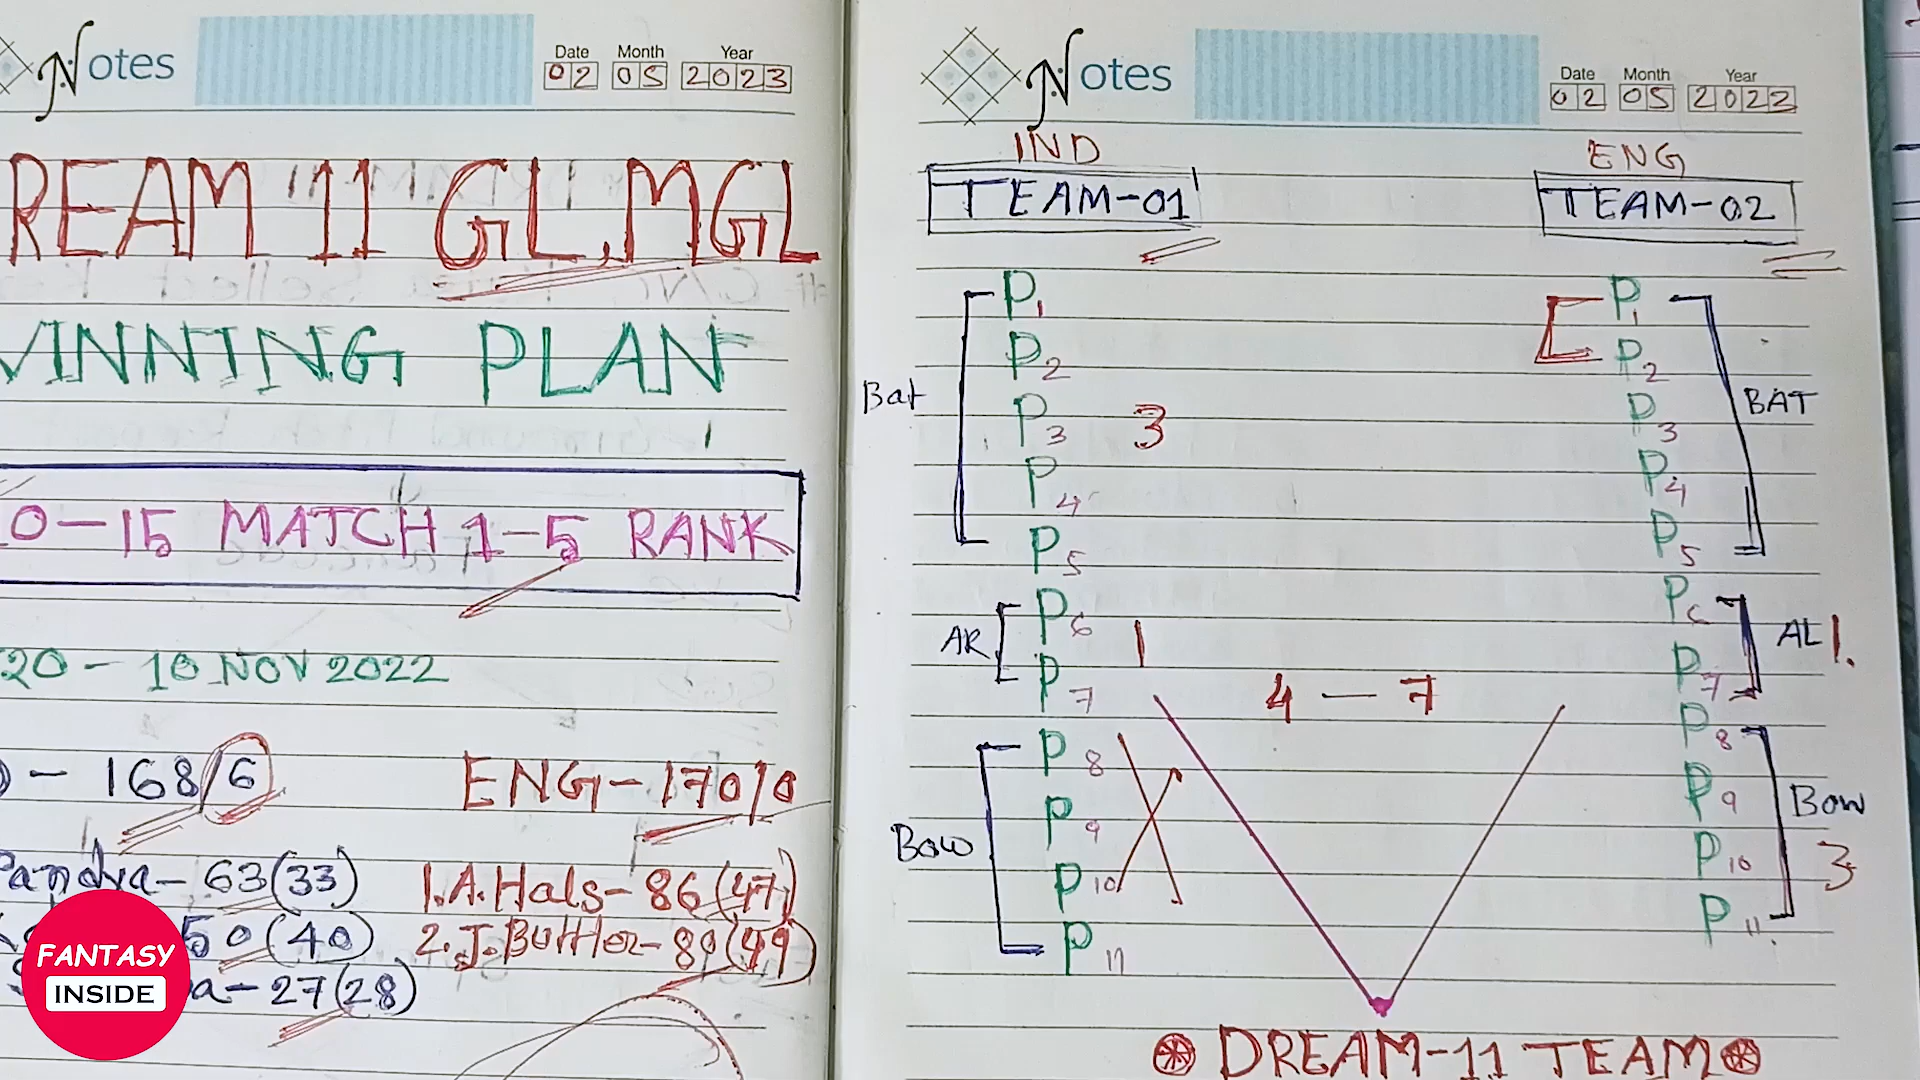 Notes
Date Month Year
02 05 2023
REAM 11 GL,MGL
WINNING PLAN
0-15 MATCH 1-5 RANK
20 - 10 NOV 2022
- 168/6
ENG-170/0
Pandya- 63(33)
50(40)
a-27(28)
1.A.Hals-86(47)
2.J.Buttler-89(49)
FANTASY
INSIDE
Notes
Date Month Year
02 05 2022
IND
ENG
TEAM-01
TEAM-02
Bat
P1
P2
P3 3
P4
P5
AR
P6 1
P7
Bow
P8
P9
P10
P11
4-7
P1
P2
P3
P4
P5
BAT
P6
P7
AL 1.
P8
P9
P10
P11
Bow
3
DREAM-11 TEAM